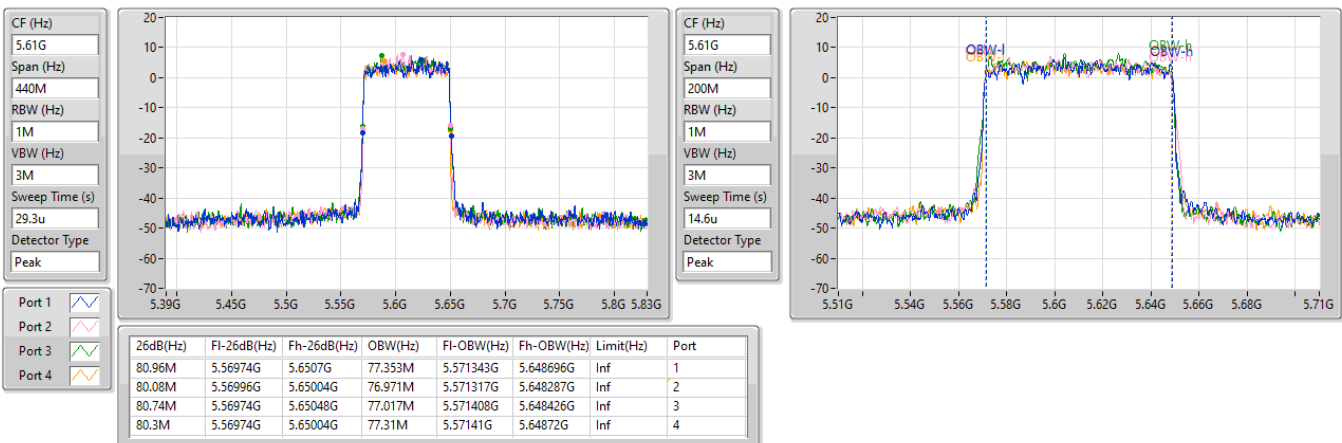 CF (Hz)
5.61G
Span (Hz)
440M
RBW (Hz)
1M
VBW (Hz)
3M
Sweep Time (s)
29.3u
Detector Type
Peak
20
10
0
-10
-20
-30
-40
-50
-60
-70
5.39G 5.45G 5.5G 5.55G 5.6G 5.65G 5.7G 5.75G 5.8G 5.83G
CF (Hz)
5.61G
Span (Hz)
200M
RBW (Hz)
1M
VBW (Hz)
3M
Sweep Time (s)
14.6u
Detector Type
Peak
20
10
0
-10
-20
-30
-40
-50
-60
-70
OBW-l OBW-h
5.51G 5.54G 5.56G 5.58G 5.6G 5.62G 5.64G 5.66G 5.68G 5.71G
Port 1
Port 2
Port 3
Port 4
26dB(Hz) Fl-26dB(Hz) Fh-26dB(Hz) OBW(Hz) Fl-OBW(Hz) Fh-OBW(Hz) Limit(Hz) Port
80.96M 5.56974G 5.6507G 77.353M 5.571343G 5.648696G Inf 1
80.08M 5.56996G 5.65004G 76.971M 5.571317G 5.648287G Inf 2
80.74M 5.56974G 5.65048G 77.017M 5.571408G 5.648426G Inf 3
80.3M 5.56974G 5.65004G 77.31M 5.57141G 5.64872G Inf 4